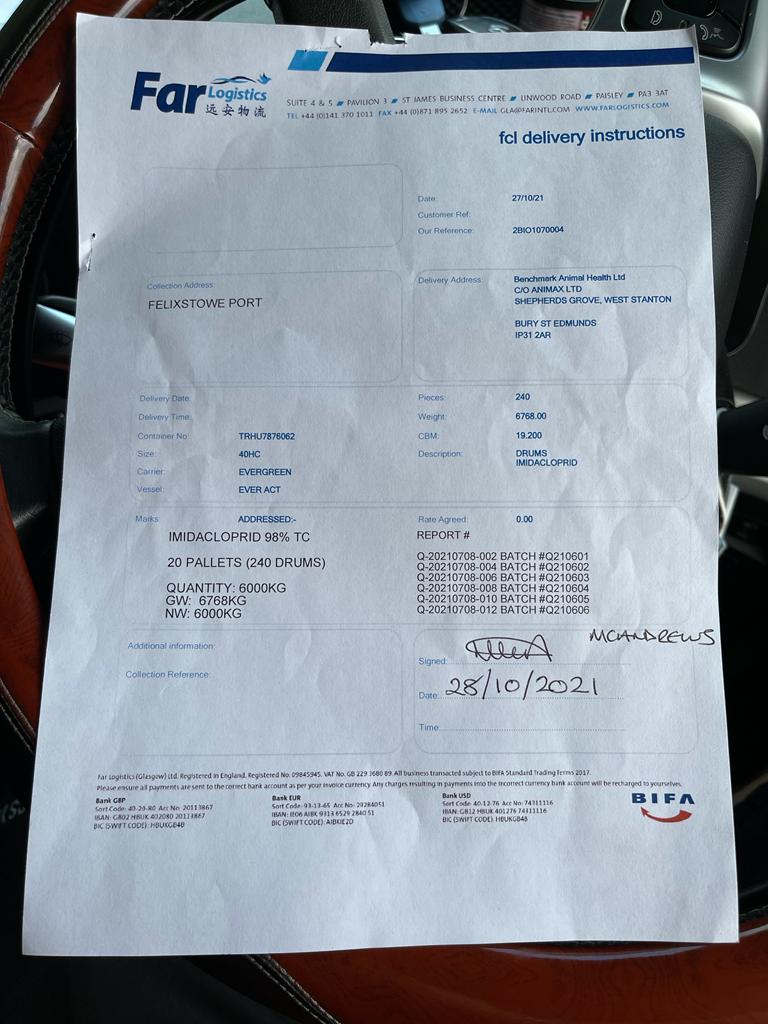 Far Logistics
远安物流
SUITE 4 & 5 PAVILION 3 ST JAMES BUSINESS CENTRE LINWOOD ROAD PAISLEY PA3 3AT
TEL +44 (0)141 370 1011 FAX +44 (0)871 895 2652 E-MAIL GLA@FARINTL.COM WWW.FARLOGISTICS.COM
fcl delivery instructions
Date: 27/10/21
Customer Ref:
Our Reference: 2BIO1070004
Collection Address:
FELIXSTOWE PORT
Delivery Address: Benchmark Animal Health Ltd
C/O ANIMAX LTD
SHEPHERDS GROVE, WEST STANTON
BURY ST EDMUNDS
IP31 2AR
Delivery Date:
Delivery Time:
Container No: TRHU7876062
Size: 40HC
Carrier: EVERGREEN
Vessel: EVER ACT
Pieces: 240
Weight: 6768.00
CBM: 19.200
Description: DRUMS
IMIDACLOPRID
Marks: ADDRESSED:-
IMIDACLOPRID 98% TC
20 PALLETS (240 DRUMS)
QUANTITY: 6000KG
GW: 6768KG
NW: 6000KG
Rate Agreed: 0.00
REPORT #
Q-20210708-002 BATCH #Q210601
Q-20210708-004 BATCH #Q210602
Q-20210708-006 BATCH #Q210603
Q-20210708-008 BATCH #Q210604
Q-20210708-010 BATCH #Q210605
Q-20210708-012 BATCH #Q210606
Additional information:
Collection Reference:
MCANDREWS
Signed:
Date: 28/10/2021
Time:
Far Logistics (Glasgow) Ltd. Registered in England. Registered No. 09845945. VAT No. GB 229 3680 89. All business transacted subject to BIFA Standard Trading Terms 2017.
Please ensure all payments are sent to the correct bank account as per your invoice currency Any charges resulting in payments into the incorrect currency bank account will be recharged to yourselves.
Bank GBP
Sort Code: 40-20-80 Acc No: 20113867
IBAN: GB02 HBUK 402080 20113867
BIC (SWIFT CODE): HBUKGB4B
Bank EUR
Sort Code: 93-13-65 Acc No: 29284051
IBAN: IE06 AIBK 9313 6529 2840 51
BIC (SWIFT CODE): AIBKIE2D
Bank USD
Sort Code: 40-12-76 Acc No: 74311116
IBAN: GB12 HBUK 401276 74311116
BIC (SWIFT CODE): HBUKGB4B
BIFA